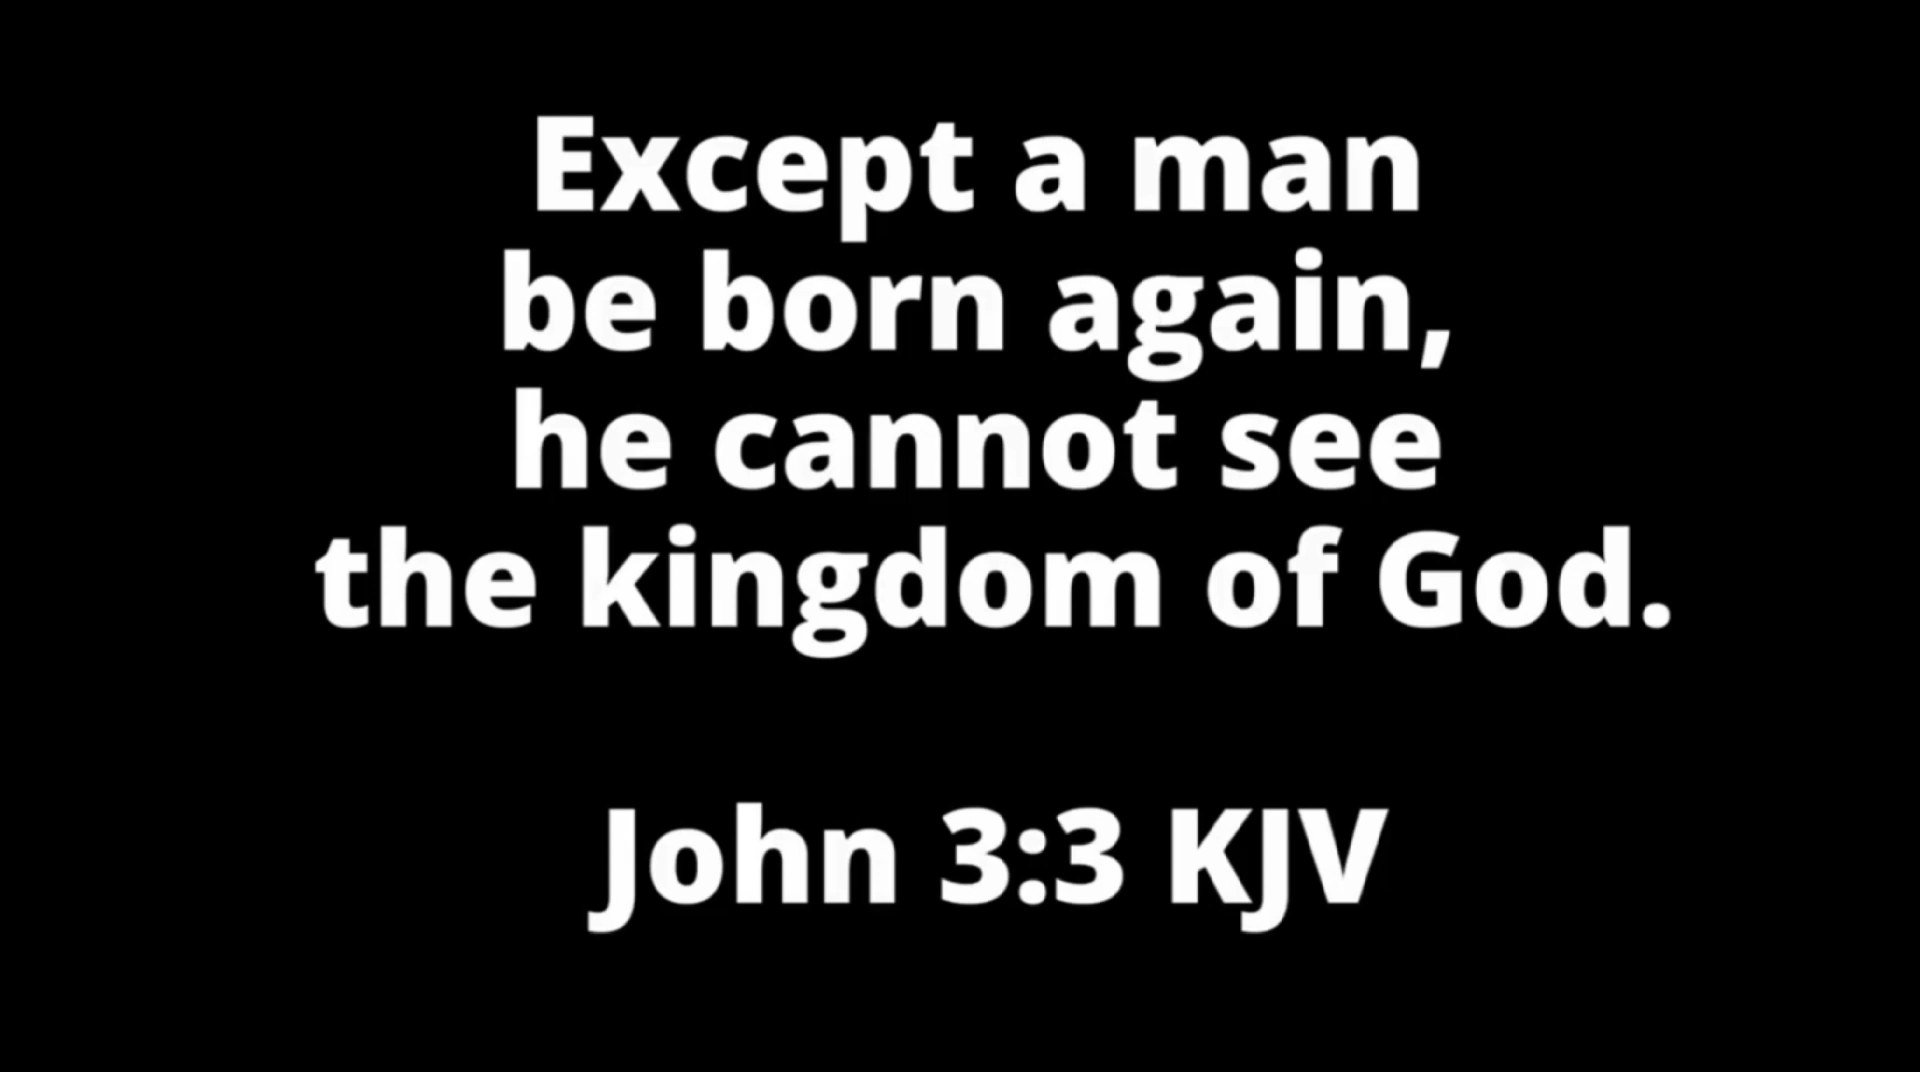 Except a man
be born again,
he cannot see
the kingdom of God.
John 3:3 KJV